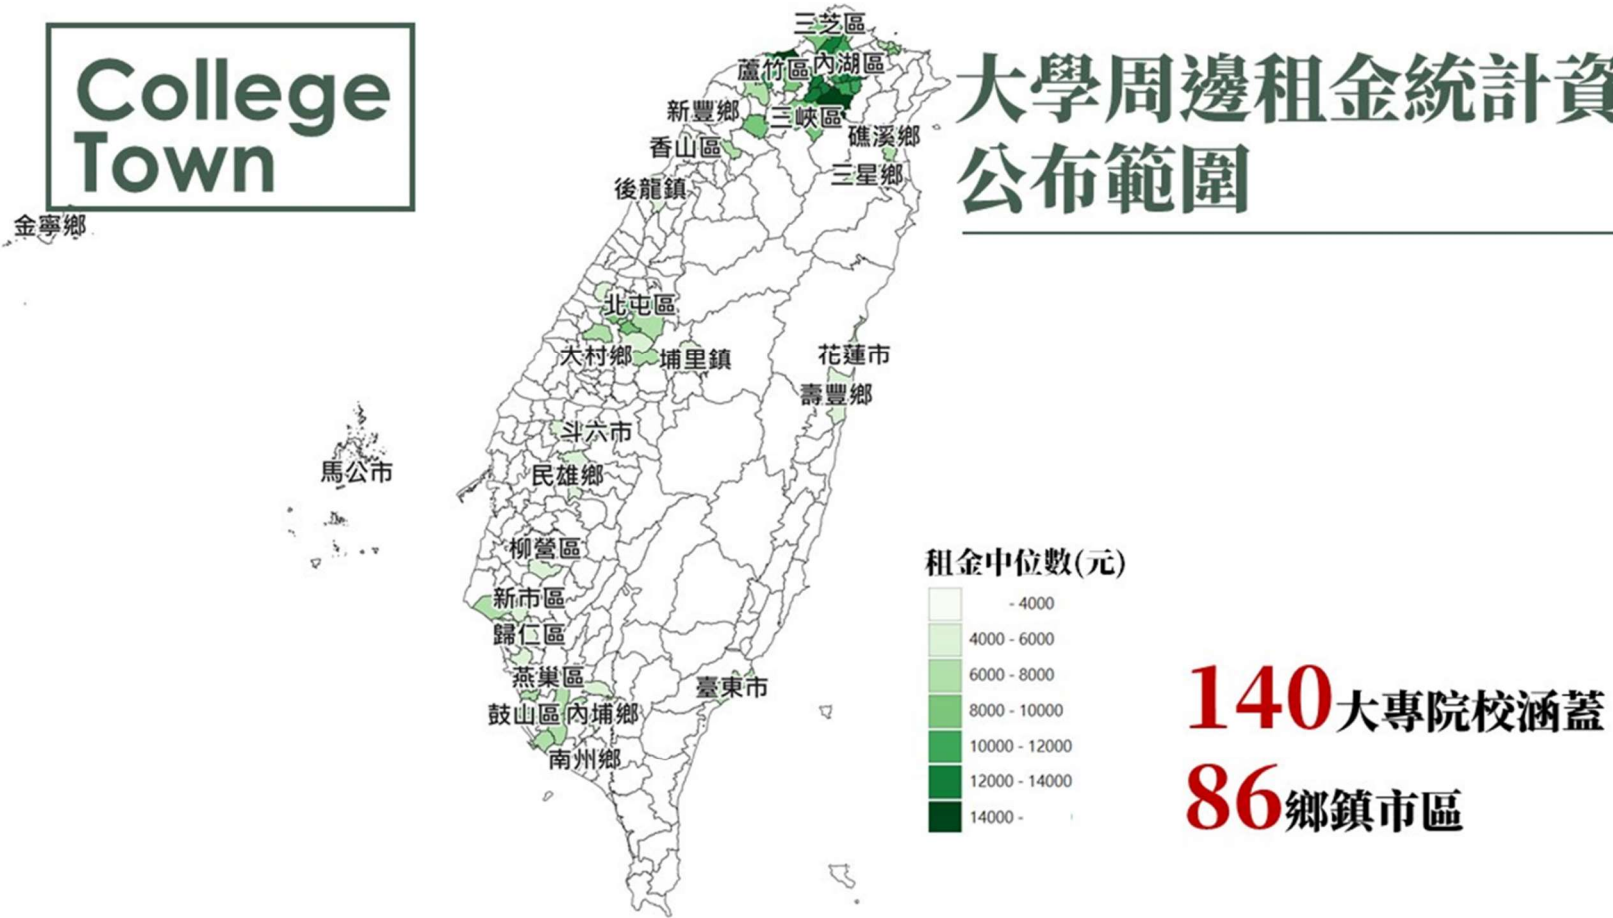 College
Town
大學周邊租金統計資
公布範圍
三芝區
蘆竹區
內湖區
新豐鄉
三峽區
香山區
礁溪鄉
三星鄉
後龍鎮
金寧鄉
北屯區
大村鄉
埔里鎮
花蓮市
壽豐鄉
斗六市
馬公市
民雄鄉
柳營區
新市區
歸仁區
燕巢區
臺東市
鼓山區
內埔鄉
南州鄉
租金中位數(元)
- 4000
4000 - 6000
6000 - 8000
8000 - 10000
10000 - 12000
12000 - 14000
14000 -
140大專院校涵蓋
86鄉鎮市區